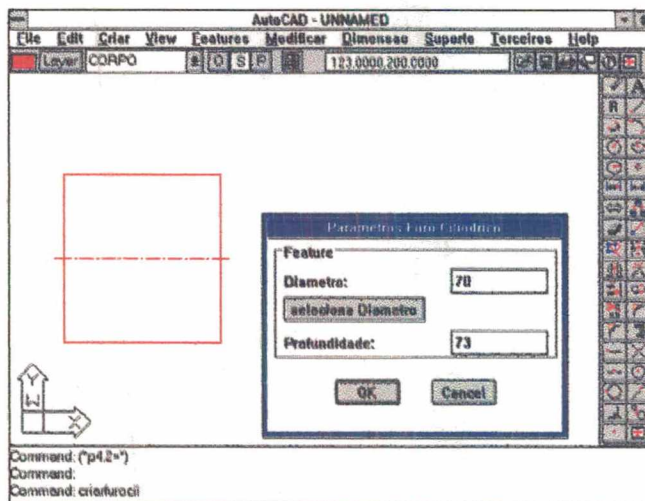 AutoCAD - UNNAMED
File Edit Criar View Features Modificar Dimensao Suporte Terceiros Help
Layer CORPO O S P 123.0000,200.0000
A
R
Parametros Furo Cilindrico
Feature
Diametro: 70
seleciona Diametro
Profundidade: 73
OK Cancel
Y
W
X
Command: ("p4.2=")
Command:
Command: criarfurocil